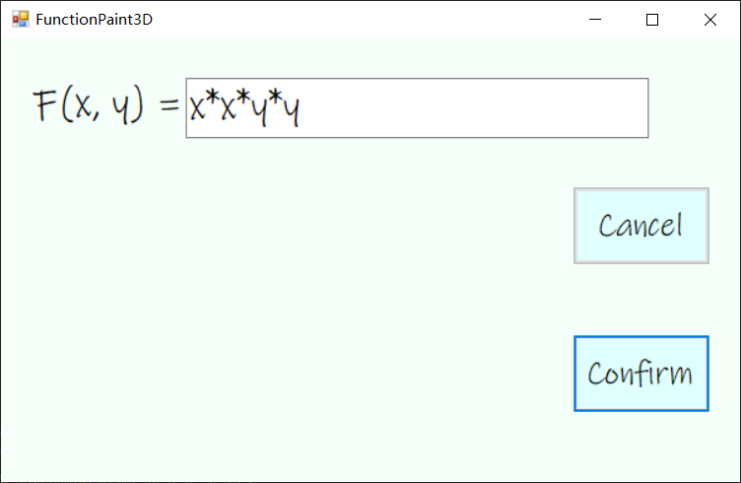 FunctionPaint3D
F(x, y) = x*x*y*y
Cancel
Confirm